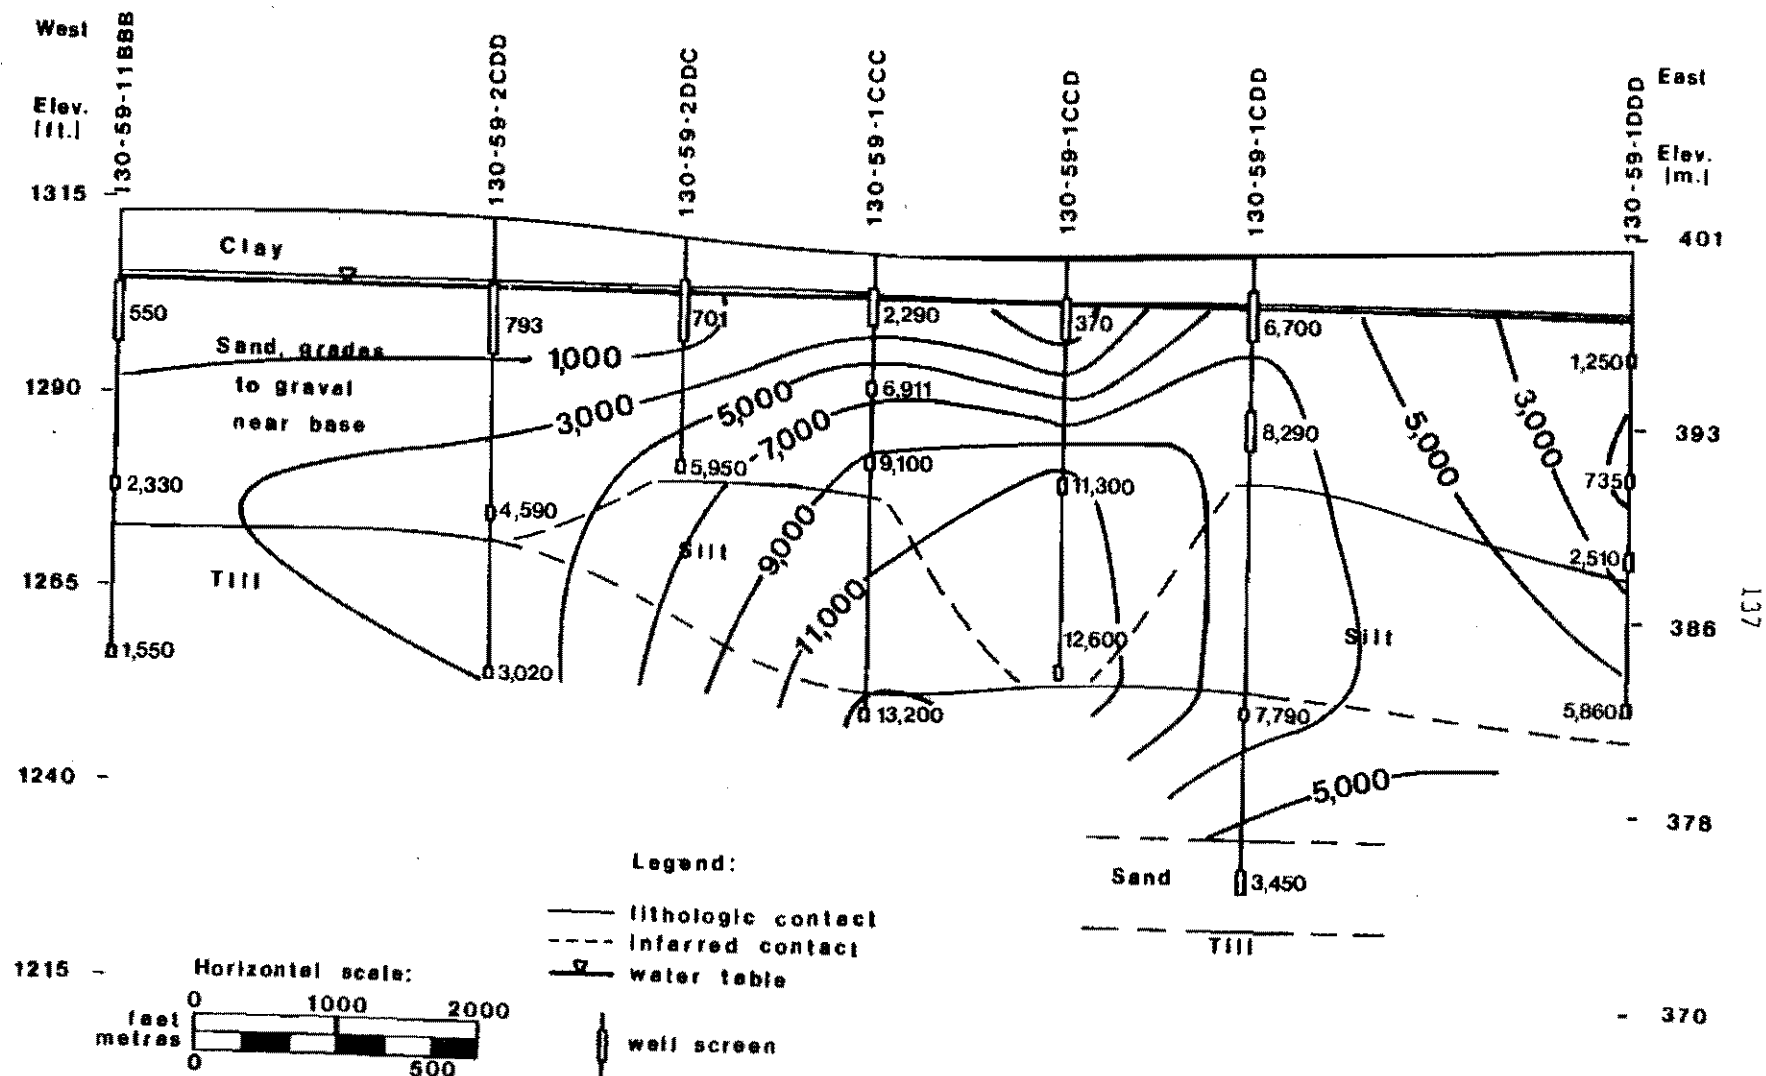 West
130-59-11BBB
130-59-2CDD
130-59-2DDC
130-59-1CCC
130-59-1CCD
130-59-1CDD
130-59-1DDD
East
Elev.
[ft.]
Elev.
[m.]
1315
401
Clay
550
793
701
2,290
370
6,700
Sand, grades
to graval
near base
1,000
1,250
1290
3,000
5,000
7,000
6,911
8,290
5,000
3,000
393
2,330
4,590
5,950
9,100
11,300
735
Till
Silt
9,000
2,510
1265
11,000
12,600
Silt
386
137
1,550
3,020
13,200
7,790
5,860
1240
5,000
378
Sand
3,450
Till
Legend:
lithologic contact
inferred contact
water table
well screen
1215
370
Horizontal scale:
0 1000 2000
feet
metres
0 500